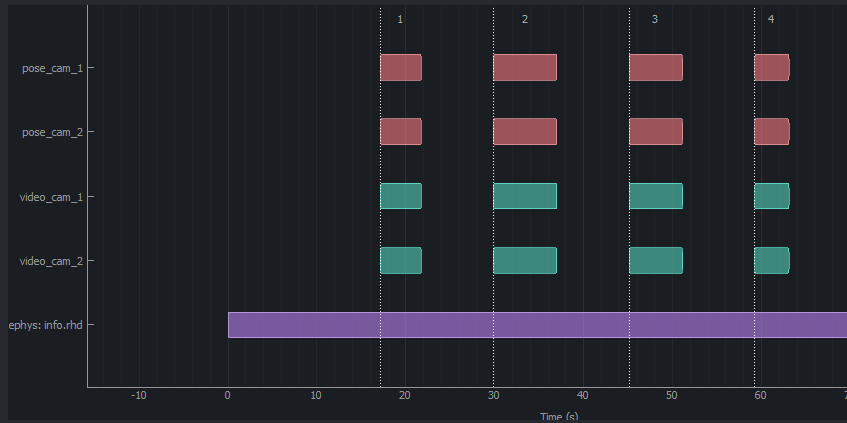 1 2 3 4
pose_cam_1
pose_cam_2
video_cam_1
video_cam_2
ephys: info.rhd
-10 0 10 20 30 40 50 60
Time (s)